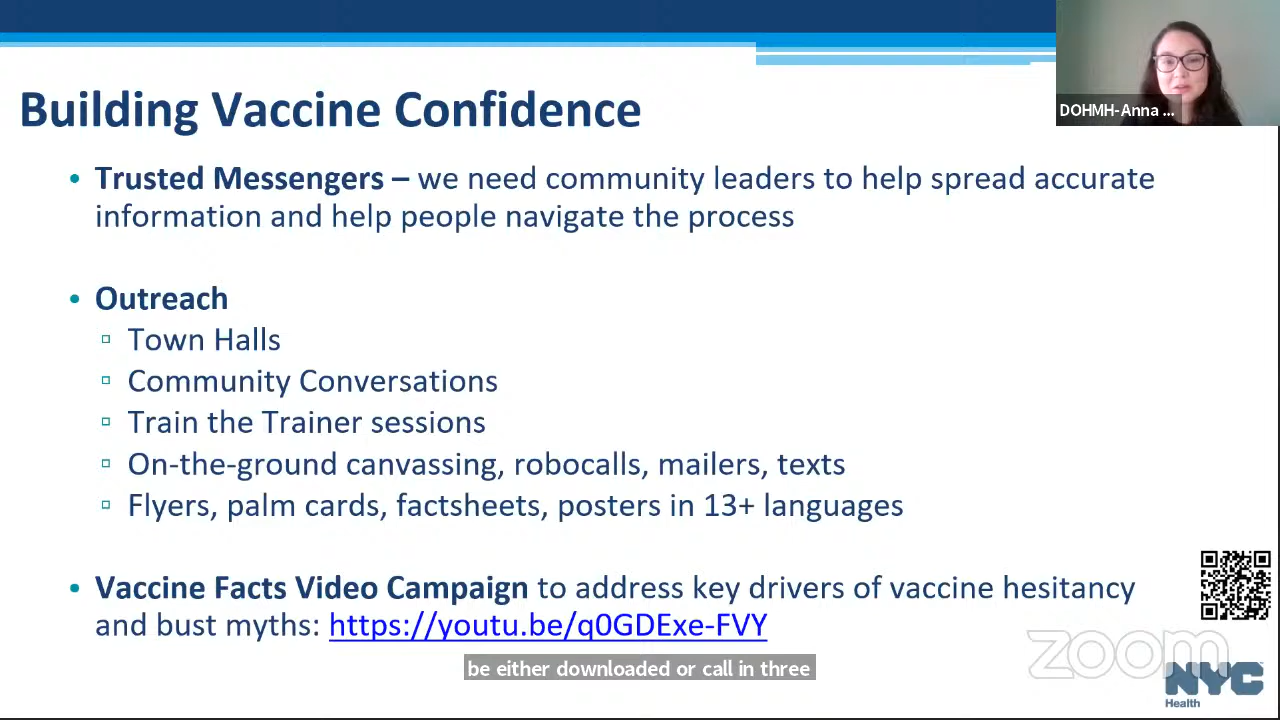 DOHMH-Anna ...
Building Vaccine Confidence
• Trusted Messengers – we need community leaders to help spread accurate
information and help people navigate the process
• Outreach
▫ Town Halls
▫ Community Conversations
▫ Train the Trainer sessions
▫ On-the-ground canvassing, robocalls, mailers, texts
▫ Flyers, palm cards, factsheets, posters in 13+ languages
• Vaccine Facts Video Campaign to address key drivers of vaccine hesitancy
and bust myths: https://youtu.be/q0GDExe-FVY
be either downloaded or call in three
zoom
NYC
Health